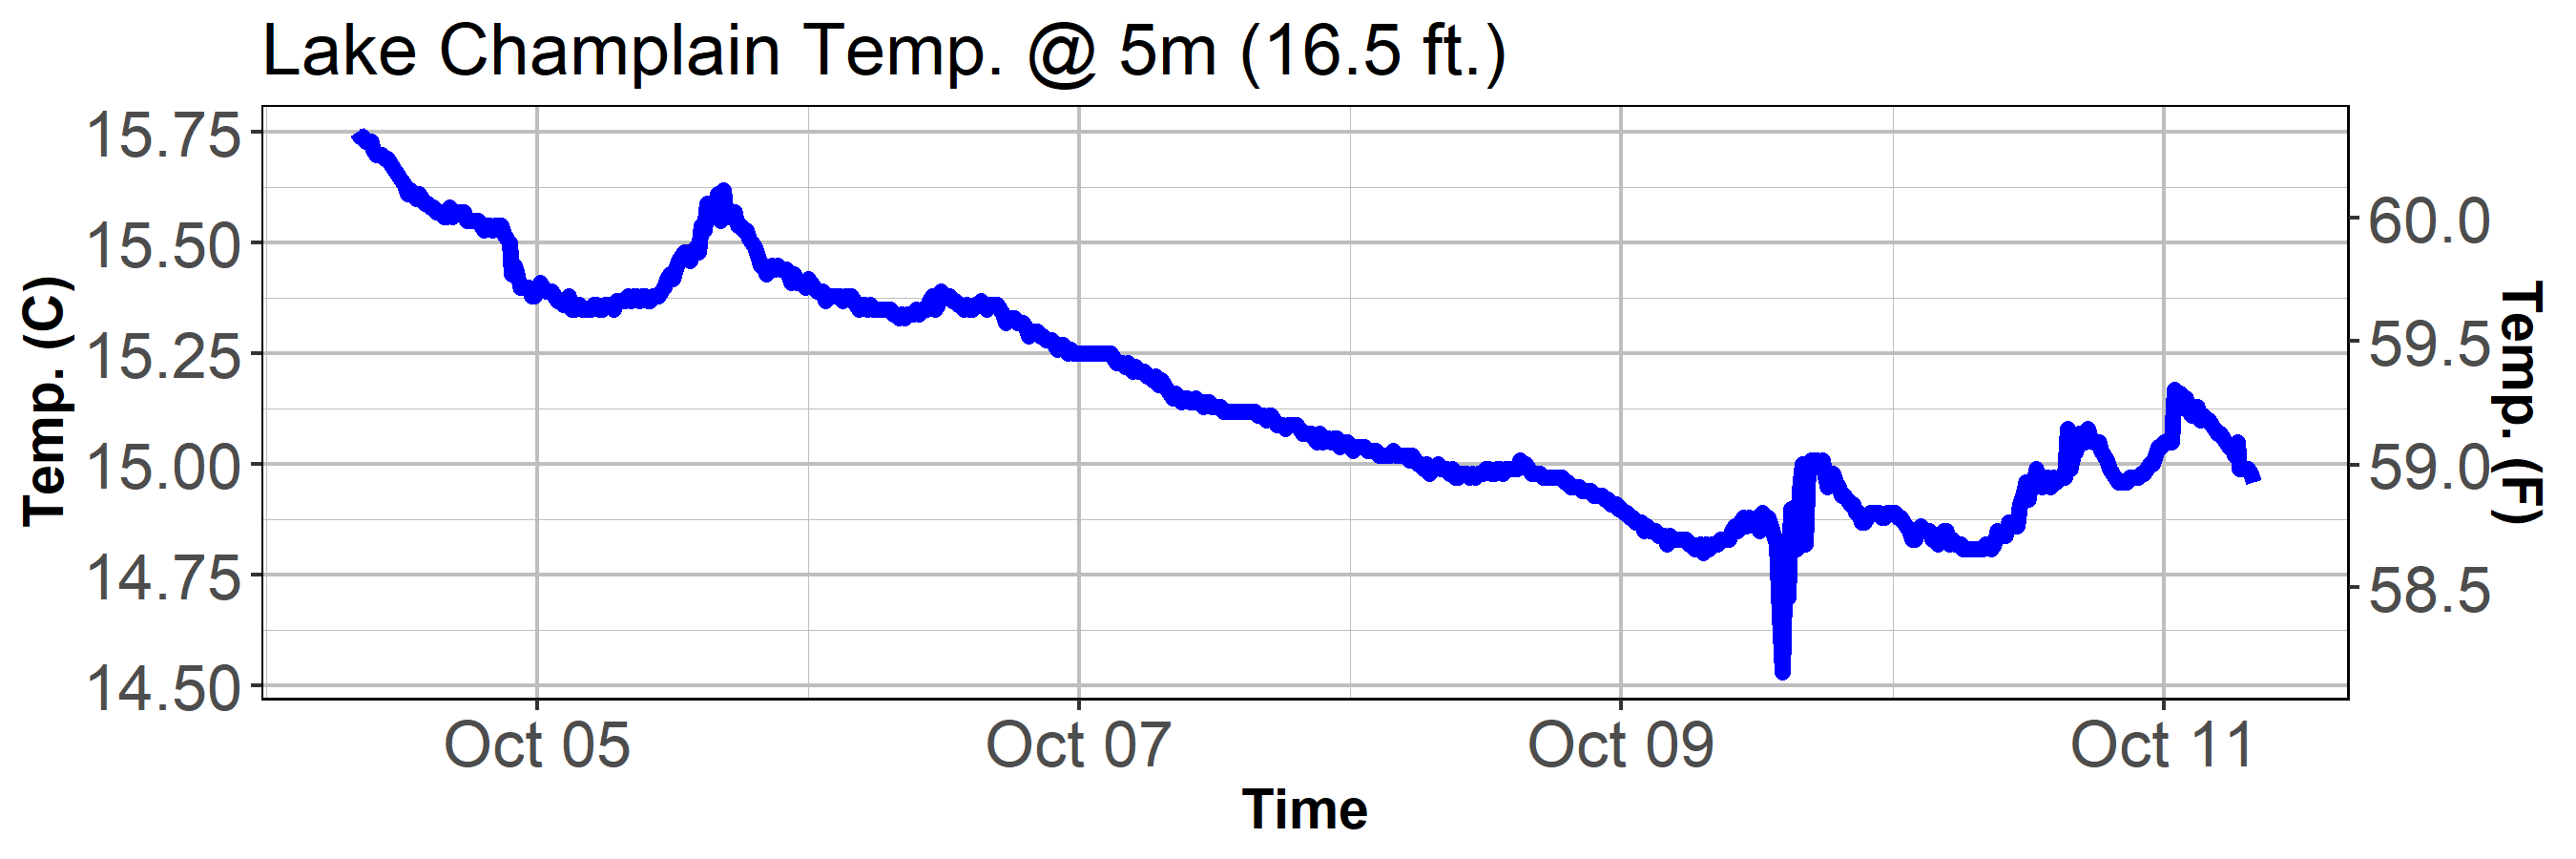 Lake Champlain Temp. @ 5m (16.5 ft.)
Temp. (C)
15.75
15.50
15.25
15.00
14.75
14.50
60.0
59.5
59.0
58.5
Temp. (F)
Oct 05 Oct 07 Oct 09 Oct 11
Time